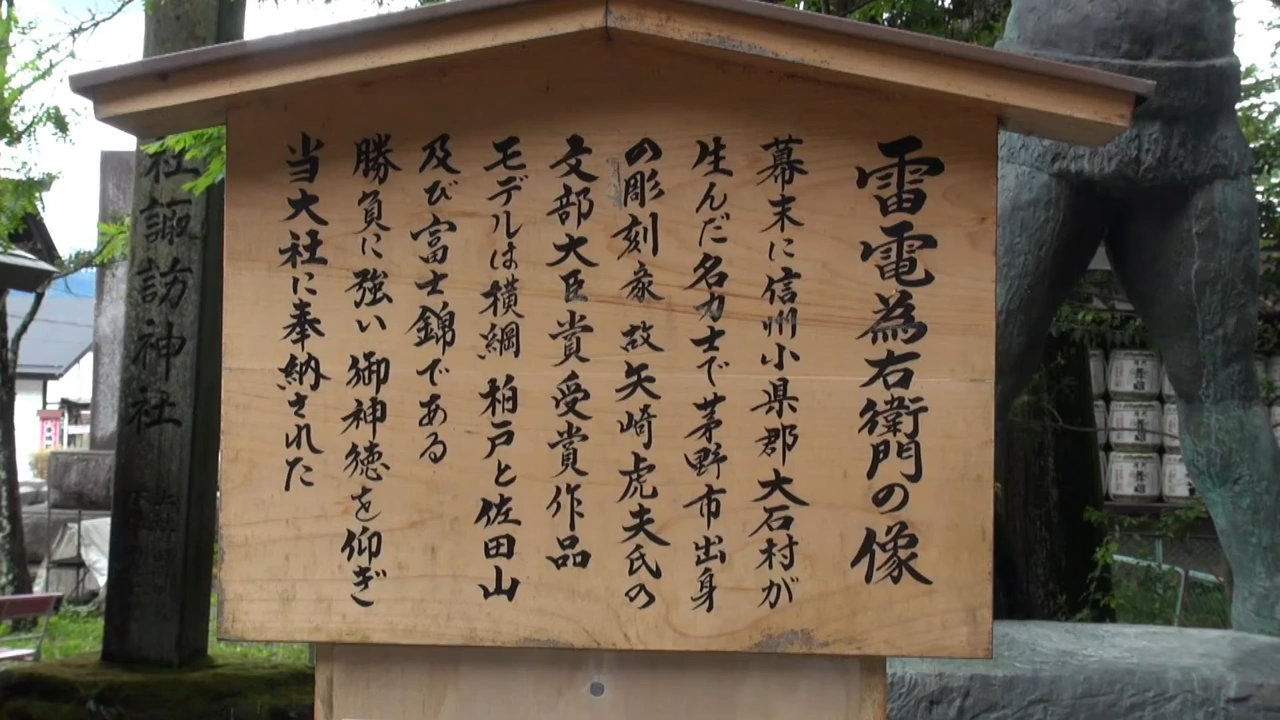 雷電為右衛門の像
幕末に信州小県郡大石村が
生んだ名力士で茅野市出身
の彫刻家 故矢崎虎夫氏の
文部大臣賞受賞作品
モデルは横綱 柏戸と佐田山
及び富士錦である
勝負に強い御神徳を仰ぎ
当大社に奉納された
社諏訪神社